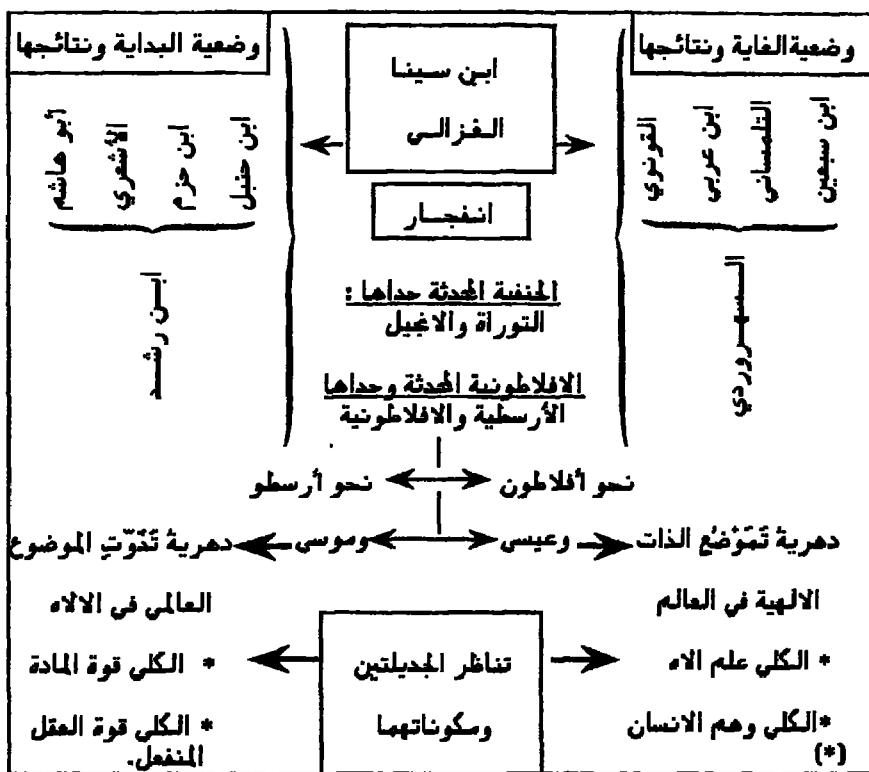 وضعية الغاية ونتائجها
ابن سبعين
التلمساني
ابن عربي
القونوي
السهروردي
ابن سينا
الغزالي
انفجار
الحنفية المحدثة حداها :
التوراة والانجيل
الافلاطونية المحدثة وحداها
الأرسطية والافلاطونية
وضعية البداية ونتائجها
ابن حنبل
ابن حزم
الأشعري
أبو هاشم
ابن رشد
نحو أفلاطون
نحو أرسطو
دهرية تَمَوْضُع الذات
وعيسى
وموسى
دهرية تَذَوّتِ الموضوع
الالهية في العالم
العالمي في الالاه
* الكلي علم الاه
تناظر الجديلتين
* الكلي قوة المادة
*الكلي وهم الانسان
(*)
ومكوناتهما
* الكلي قوة العقل
المنفعل.